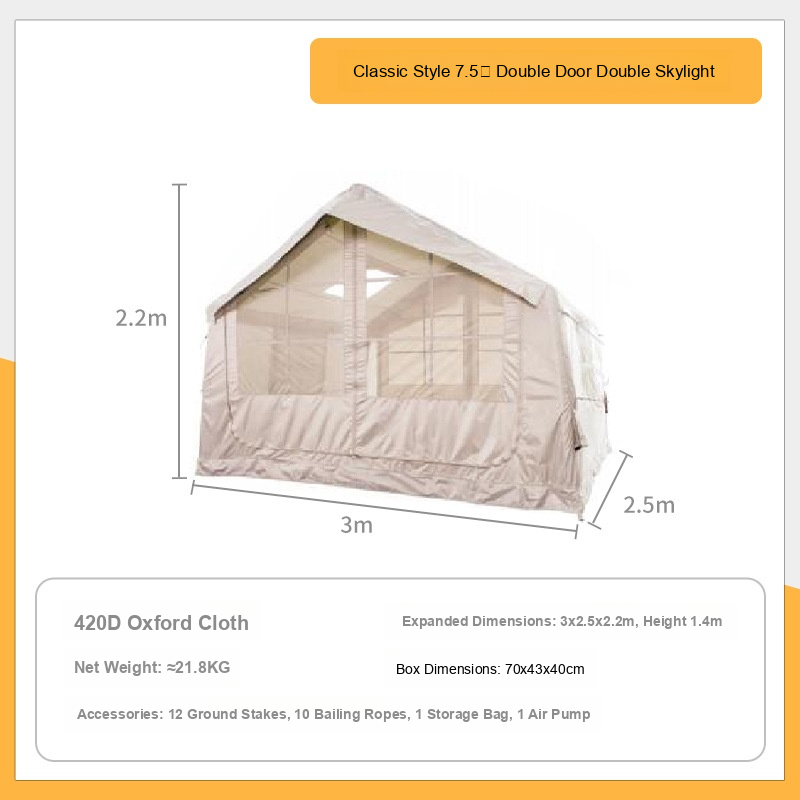 Classic Style 7.5□ Double Door Double Skylight
2.2m
3m
2.5m
420D Oxford Cloth
Expanded Dimensions: 3x2.5x2.2m, Height 1.4m
Net Weight: ≈21.8KG
Box Dimensions: 70x43x40cm
Accessories: 12 Ground Stakes, 10 Bailing Ropes, 1 Storage Bag, 1 Air Pump